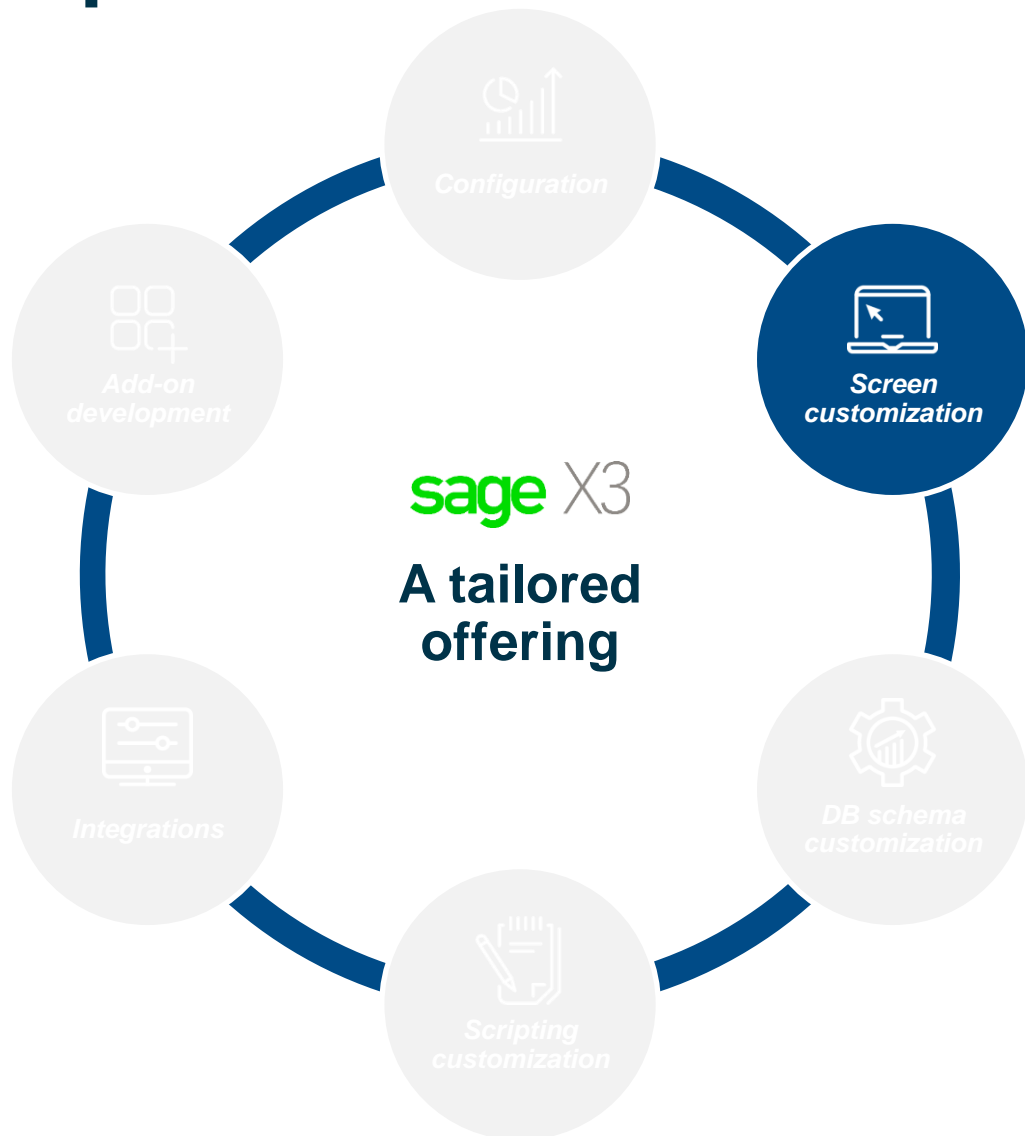 Configuration
Add-on
development
Screen
customization
sage X3
A tailored
offering
Integrations
DB schema
customization
Scripting
customization